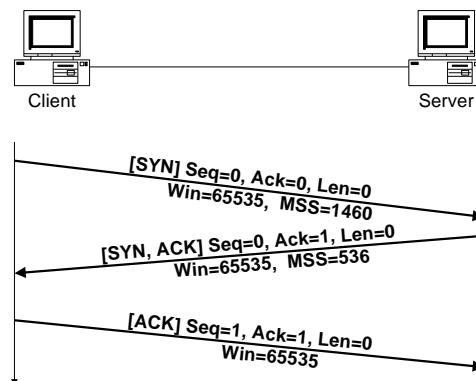 Client
Server
[SYN] Seq=0, Ack=0, Len=0
Win=65535, MSS=1460
[SYN, ACK] Seq=0, Ack=1, Len=0
Win=65535, MSS=536
[ACK] Seq=1, Ack=1, Len=0
Win=65535